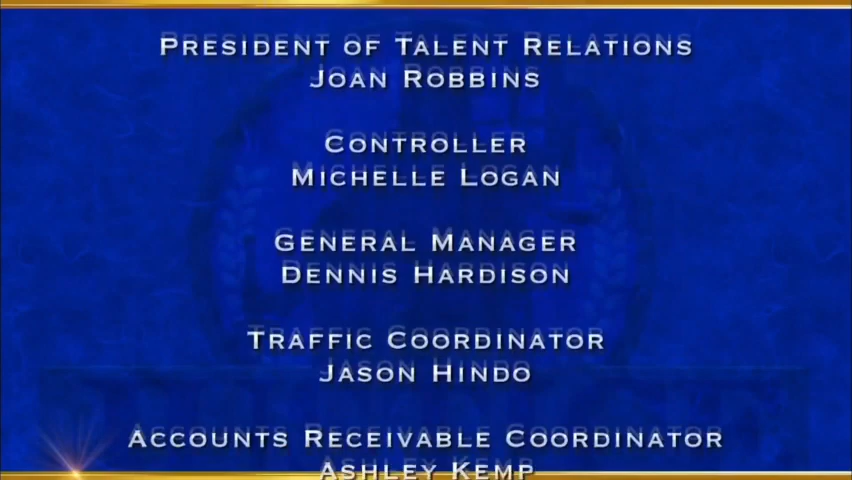 PRESIDENT OF TALENT RELATIONS
JOAN ROBBINS
CONTROLLER
MICHELLE LOGAN
GENERAL MANAGER
DENNIS HARDISON
TRAFFIC COORDINATOR
JASON HINDO
ACCOUNTS RECEIVABLE COORDINATOR
ASHLEY KEMP